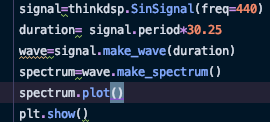 signal=thinkdsp.SinSignal(freq=440)
duration= signal.period*30.25
wave=signal.make_wave(duration)
spectrum=wave.make_spectrum()
spectrum.plot()
plt.show()